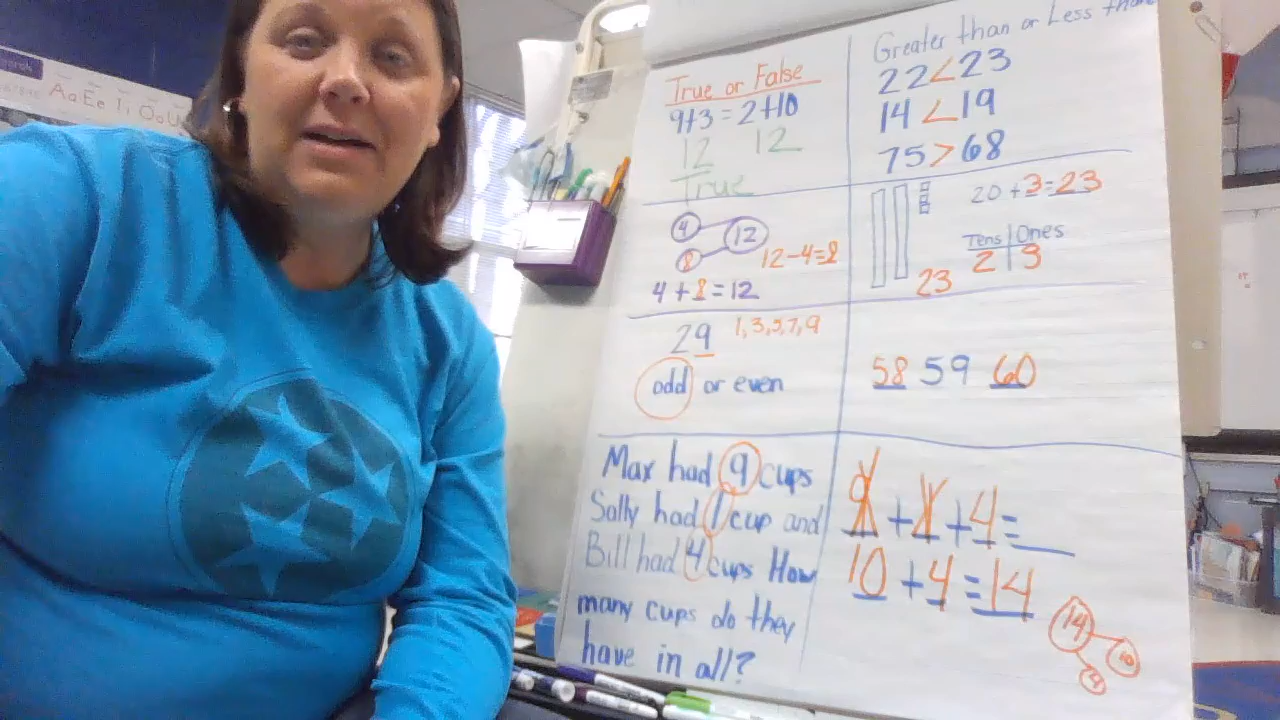 Aa Ee Ii Oo U
True or False
9+3=2+10
12 12
True
4 12
8
12-4=8
4+8=12
29 1,3,5,7,9
odd or even
Max had 9 cups
Sally had 1 cup and
Bill had 4 cups How
many cups do they
have in all?
Greater than or Less than
22<23
14<19
75>68
20+3=23
Tens Ones
2 3
23
58 59 60
9+1+4=
10+4=14
14
10
4